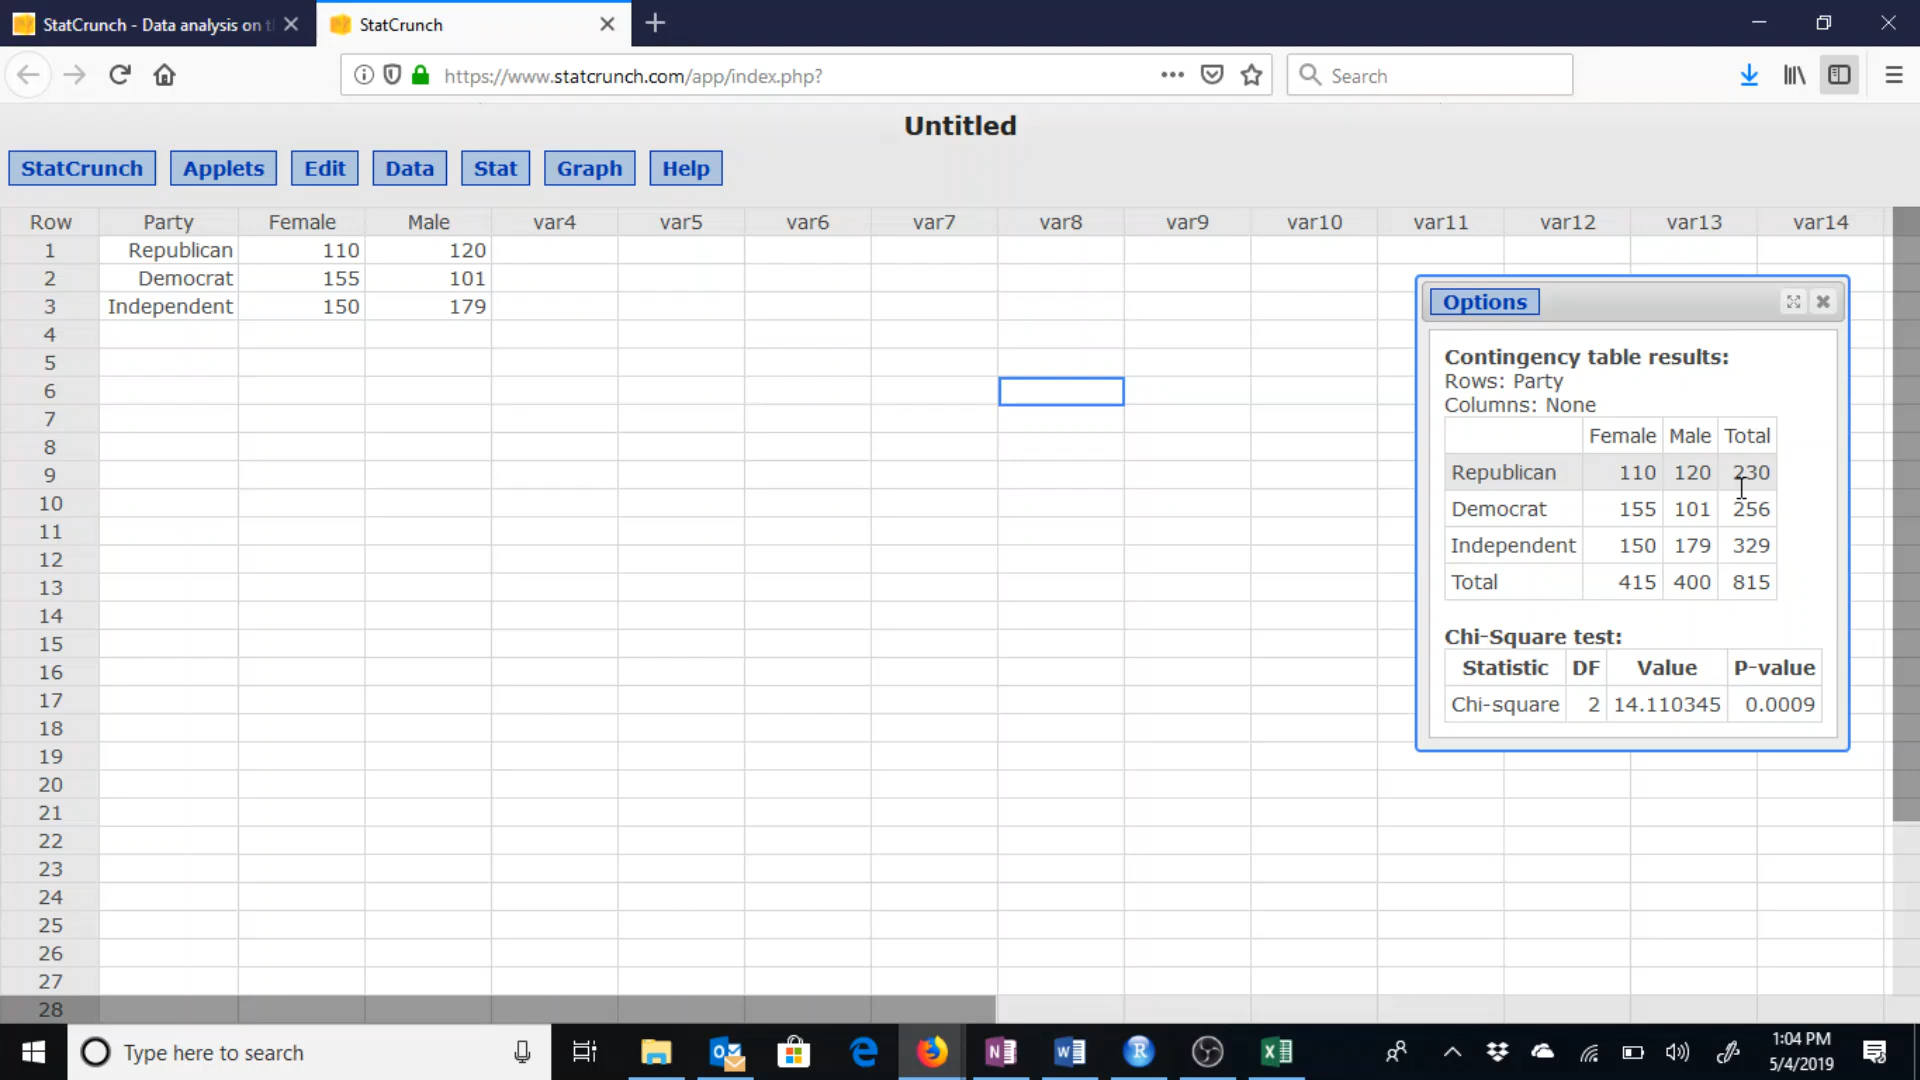 StatCrunch - Data analysis on t
StatCrunch
https://www.statcrunch.com/app/index.php?
Search
Untitled
StatCrunch Applets Edit Data Stat Graph Help
Row Party Female Male var4 var5 var6 var7 var8 var9 var10 var11 var12 var13 var14
1 Republican 110 120
2 Democrat 155 101
3 Independent 150 179
4
5
6
7
8
9
10
11
12
13
14
15
16
17
18
19
20
21
22
23
24
25
26
27
28
Options
Contingency table results:
Rows: Party
Columns: None
Female Male Total
Republican 110 120 230
Democrat 155 101 256
Independent 150 179 329
Total 415 400 815
Chi-Square test:
Statistic DF Value P-value
Chi-square 2 14.110345 0.0009
Type here to search
1:04 PM
5/4/2019